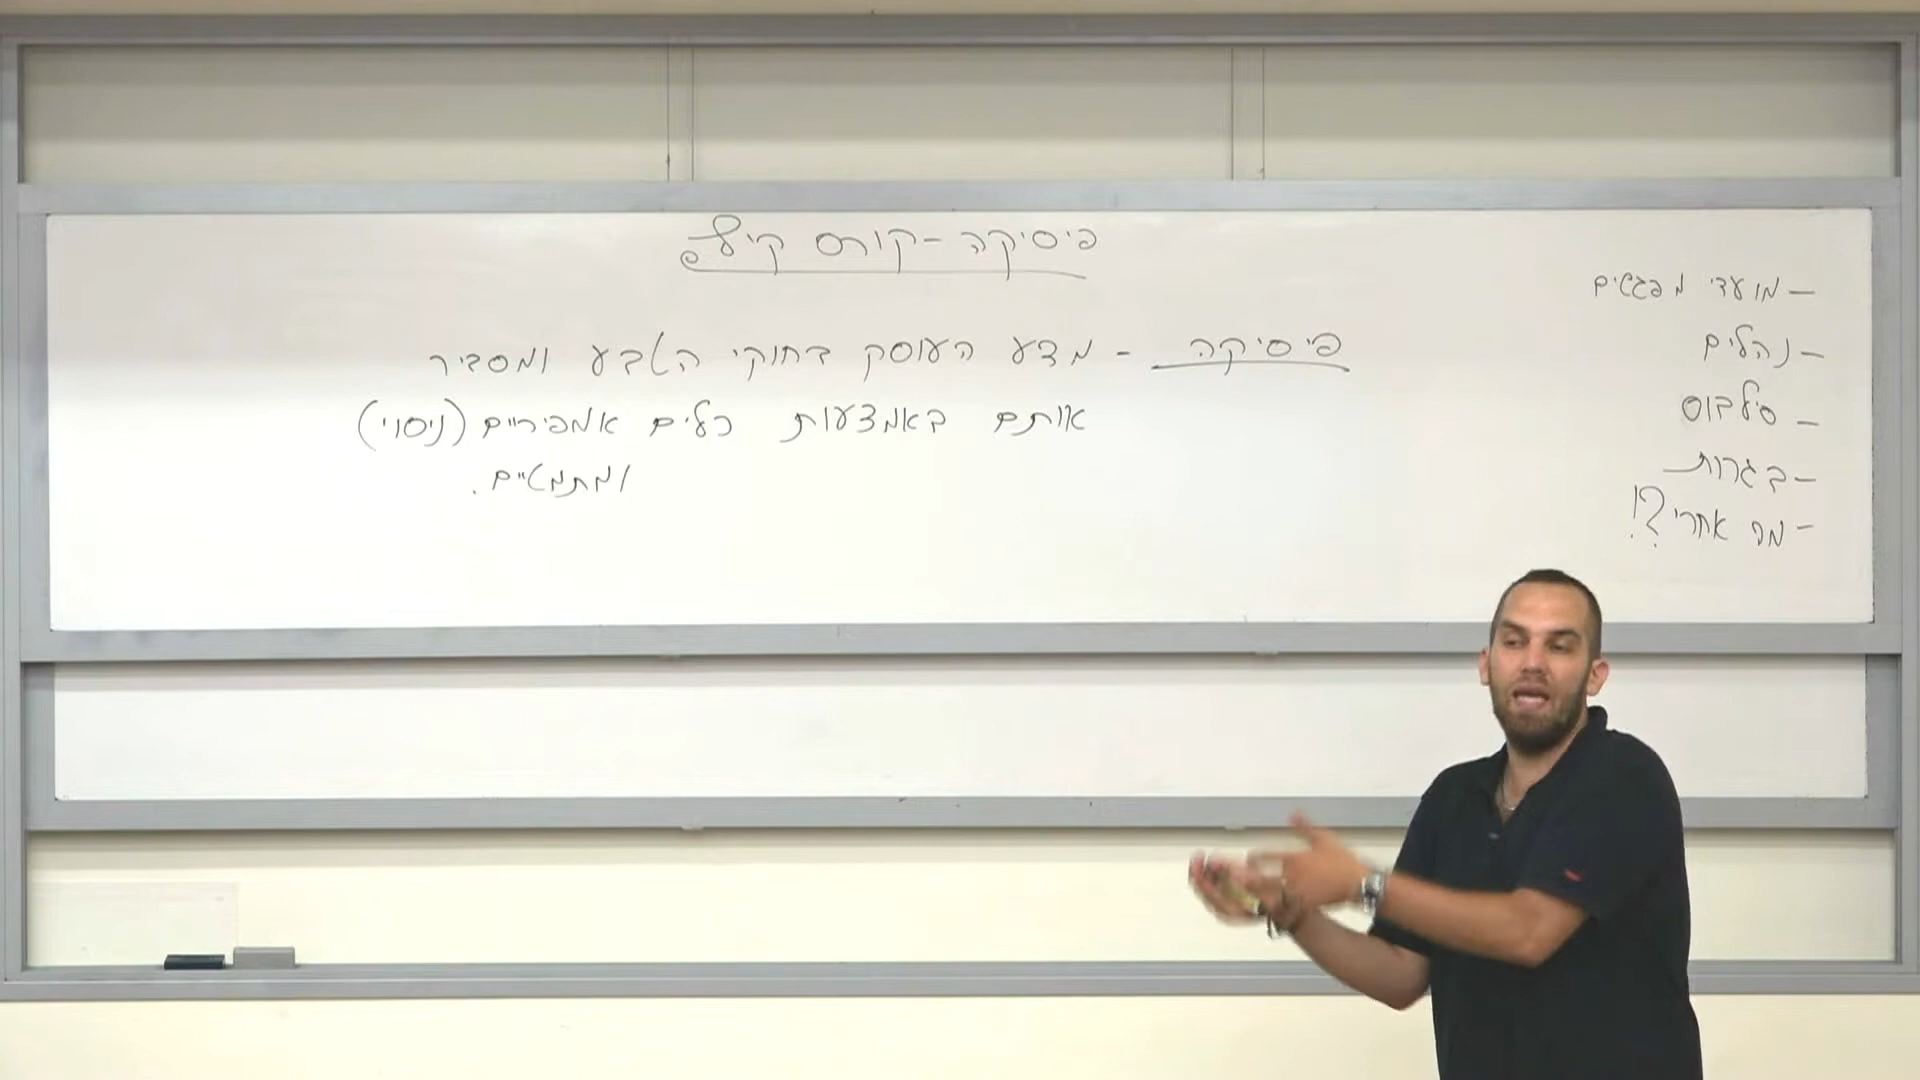 פיסיקה - קורס קיץ
פיסיקה - מדע העוסק בחוקי הטבע ומסביר
אותם באמצעות כלים אמפיריים (ניסוי)
ומתמטיים.
- מועדי מפגשים
- נהלים
- סילבוס
- בגרות
- מה אחרי?!